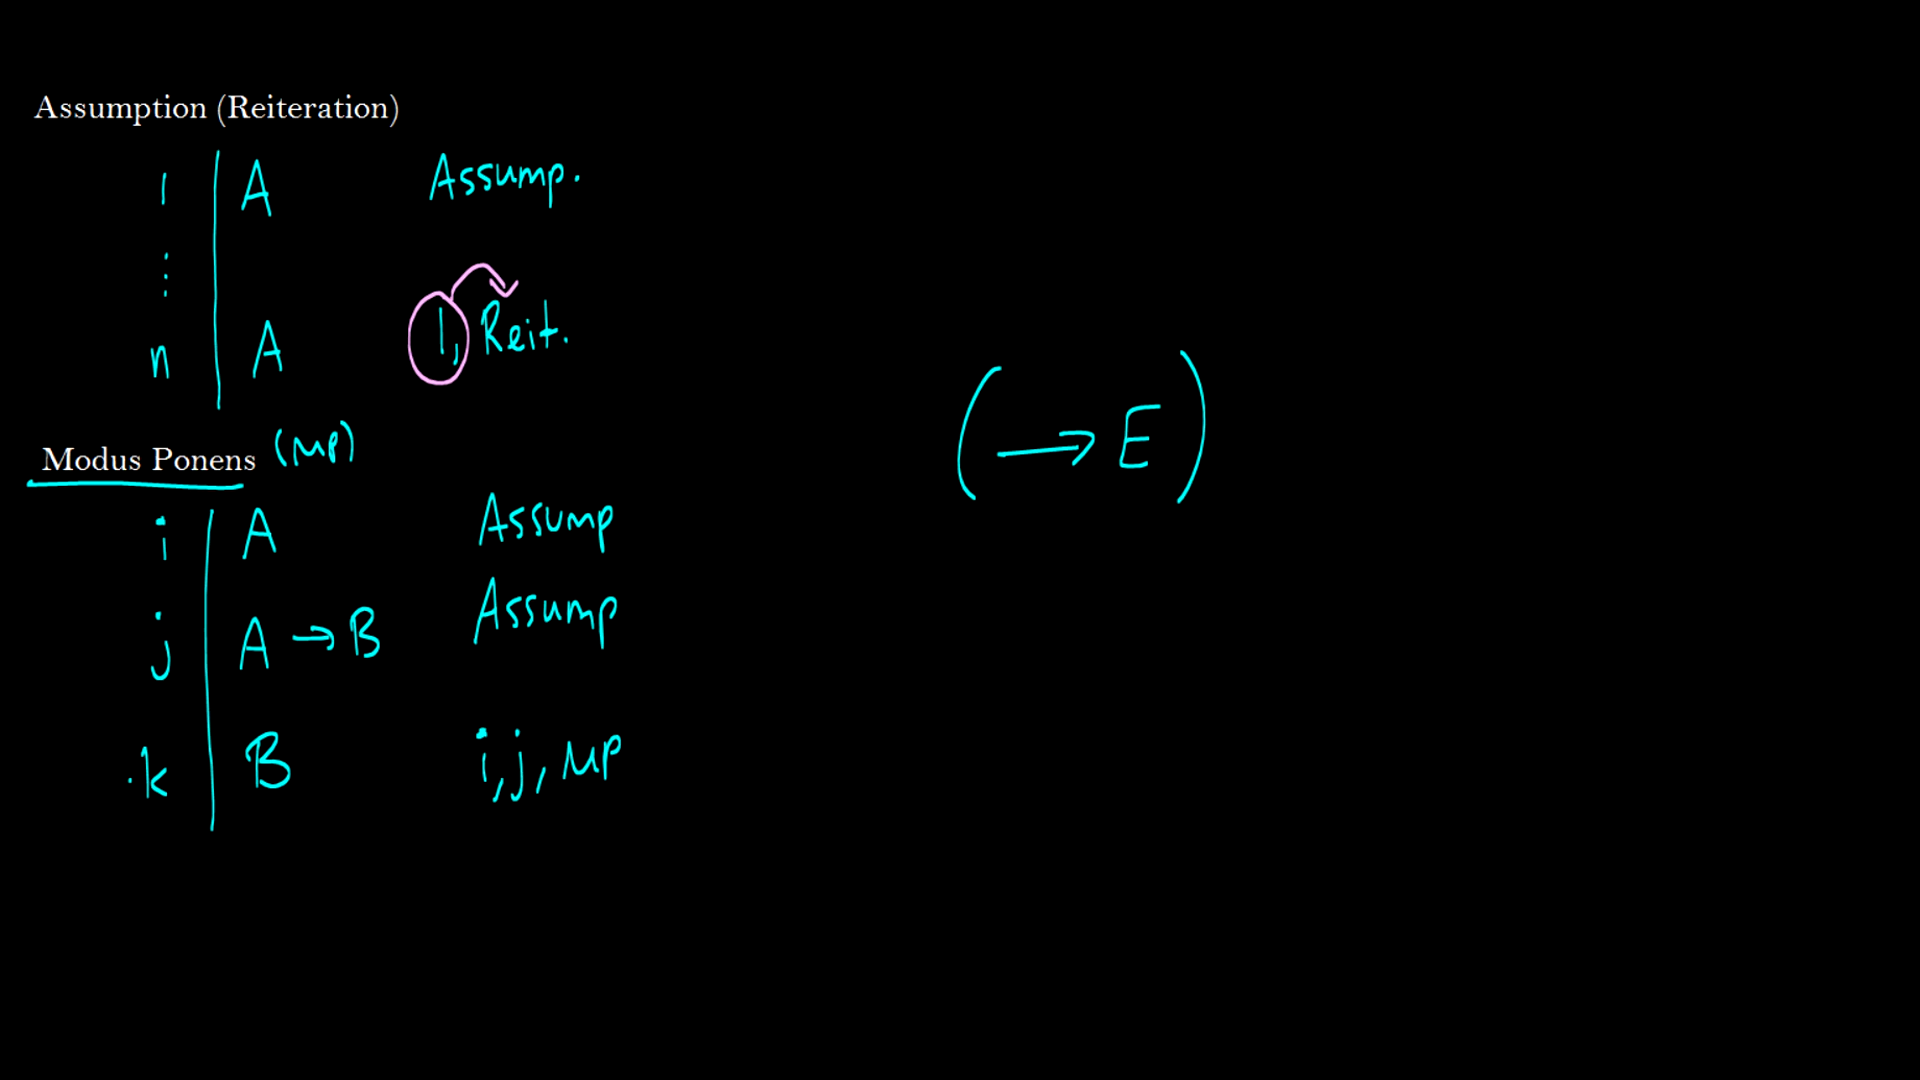 Assumption (Reiteration)
1 | A Assump.
⋮
n | A 1, Reit.
(→ E)
Modus Ponens (MP)
i | A Assump
j | A → B Assump
k | B i, j, MP